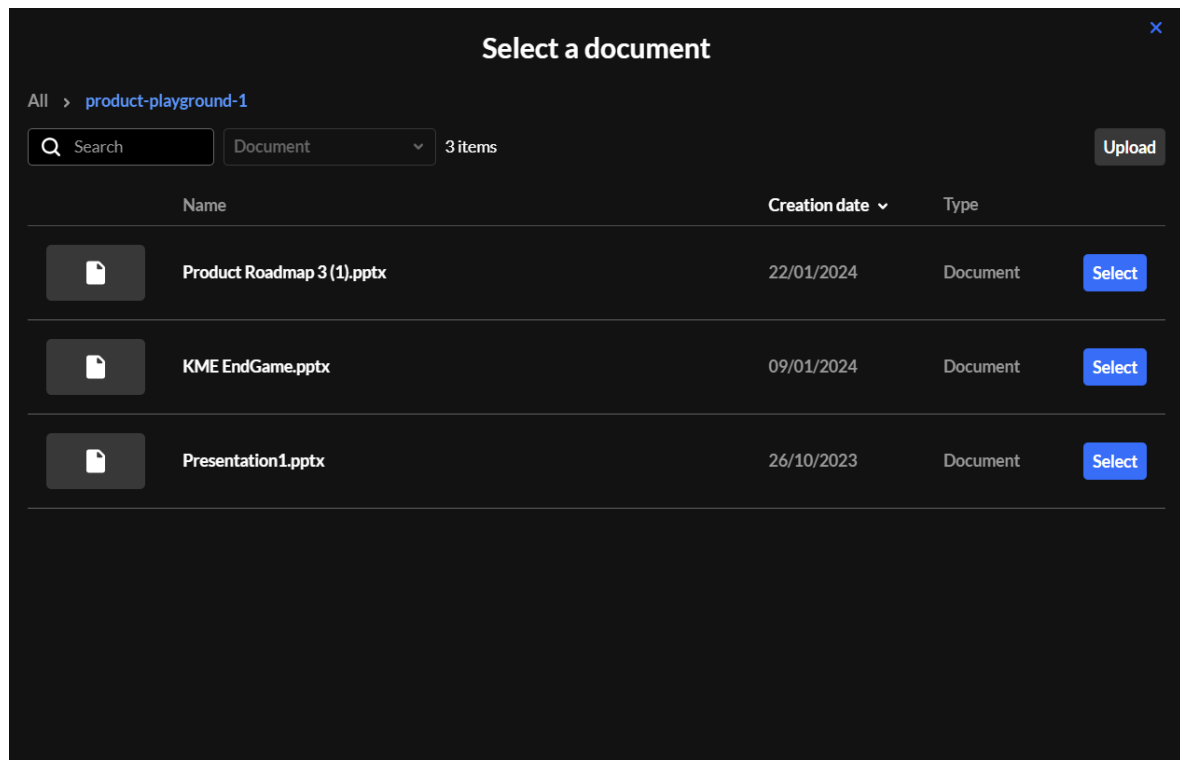 Select a document
All > product-playground-1
Search Document 3 items Upload
Name Creation date Type
Product Roadmap 3 (1).pptx 22/01/2024 Document Select
KME EndGame.pptx 09/01/2024 Document Select
Presentation1.pptx 26/10/2023 Document Select